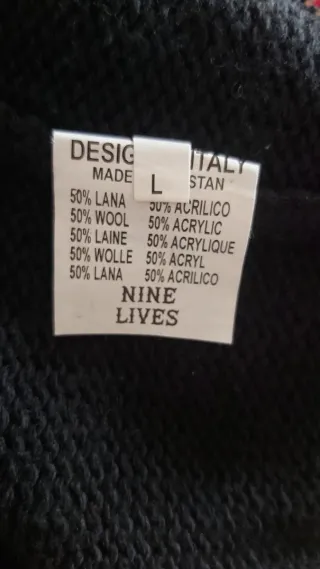 DESIG ITALY
MADE STAN
L
50% LANA 50% ACRILICO
50% WOOL 50% ACRYLIC
50% LAINE 50% ACRYLIQUE
50% WOLLE 50% ACRYL
50% LANA 50% ACRILICO
NINE
LIVES